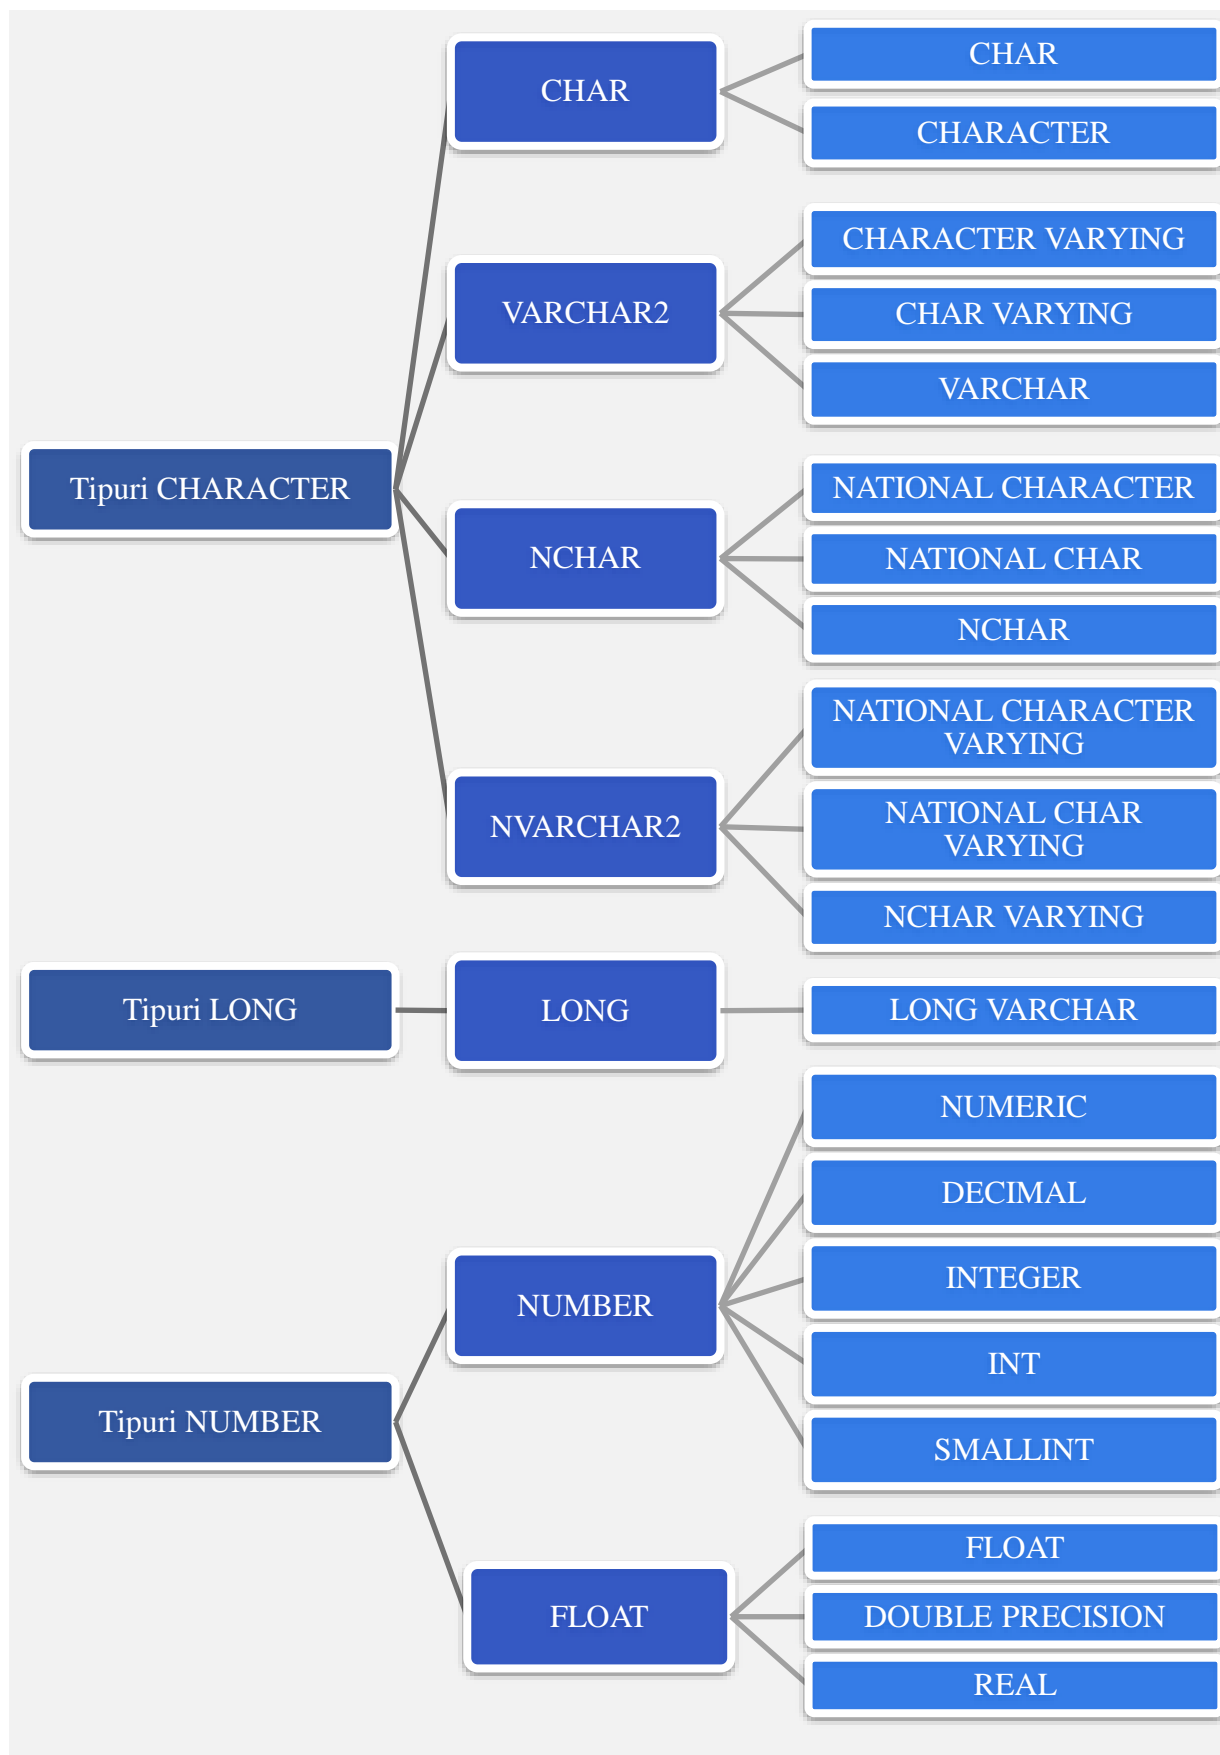 CHAR
CHAR
CHARACTER
VARCHAR2
CHARACTER VARYING
CHAR VARYING
VARCHAR
Tipuri CHARACTER
NCHAR
NATIONAL CHARACTER
NATIONAL CHAR
NCHAR
NVARCHAR2
NATIONAL CHARACTER
VARYING
NATIONAL CHAR
VARYING
NCHAR VARYING
Tipuri LONG
LONG
LONG VARCHAR
Tipuri NUMBER
NUMBER
NUMERIC
DECIMAL
INTEGER
INT
SMALLINT
FLOAT
FLOAT
DOUBLE PRECISION
REAL